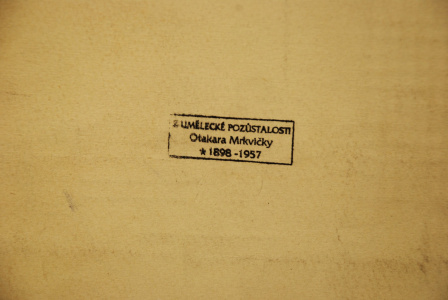 Z UMĚLECKÉ POZŮSTALOSTI
Otakara Mrkvičky
* 1898 - 1957